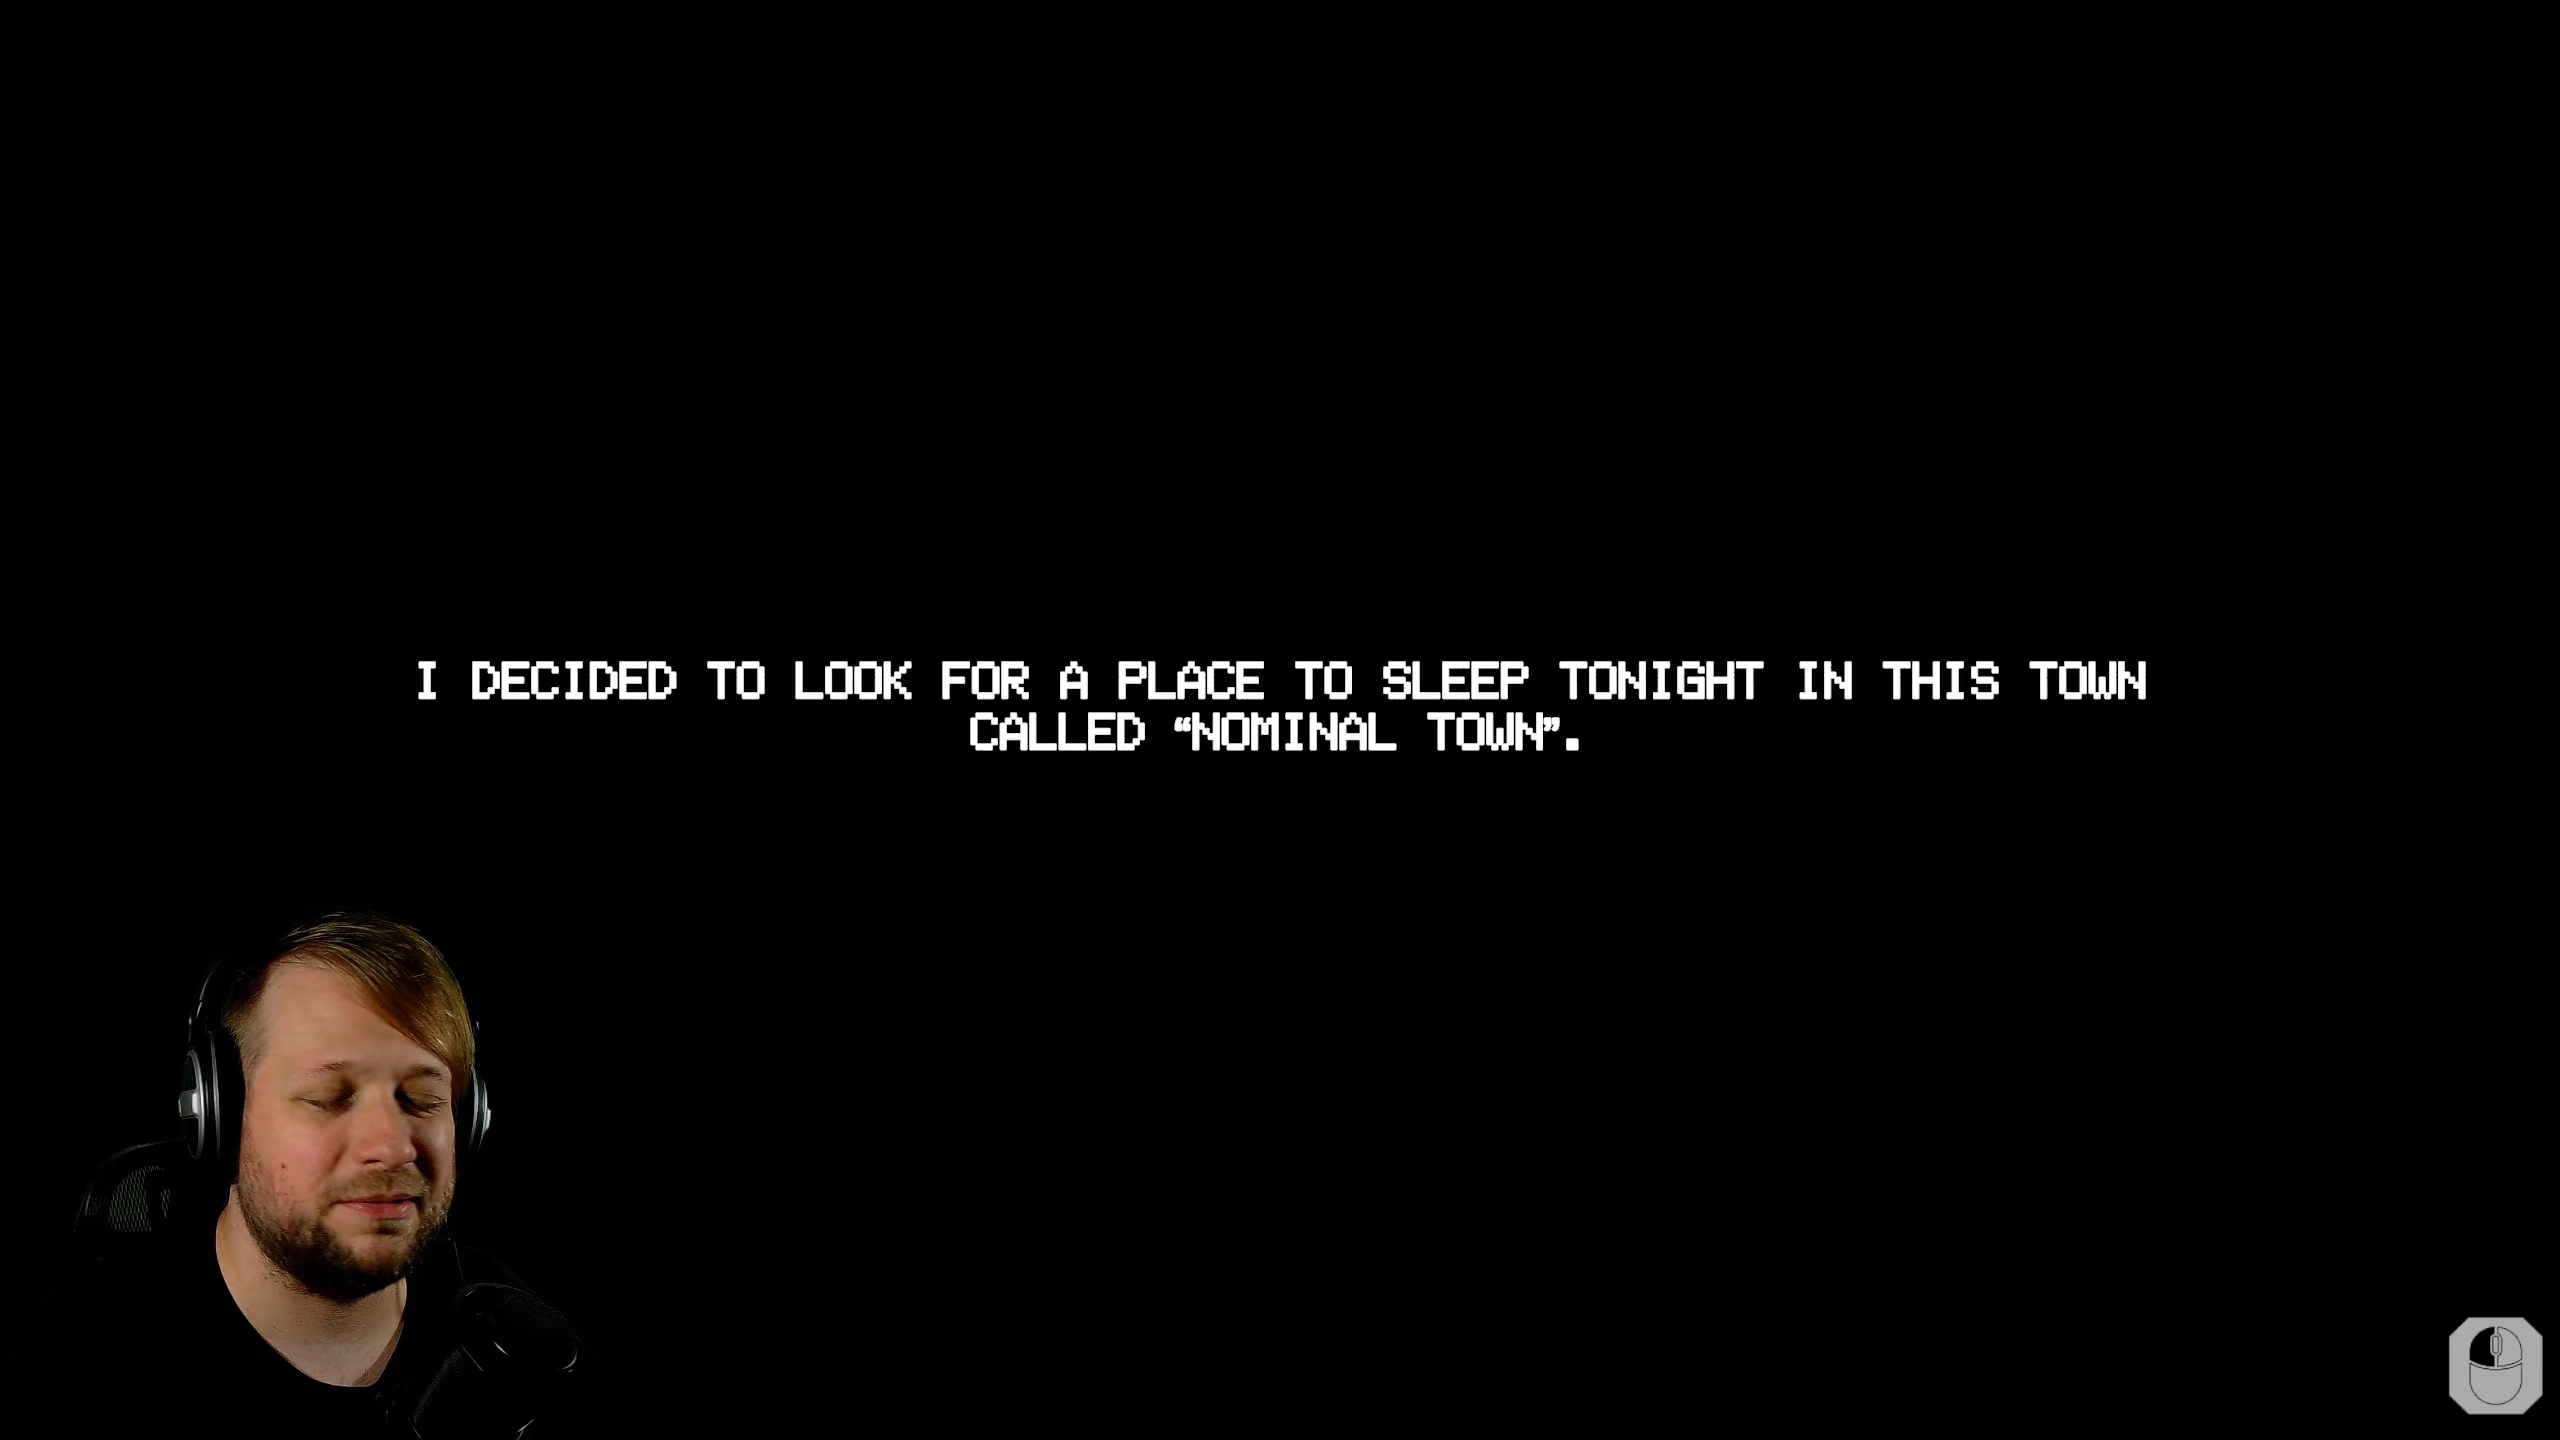 I DECIDED TO LOOK FOR A PLACE TO SLEEP TONIGHT IN THIS TOWN
CALLED “NOMINAL TOWN”.